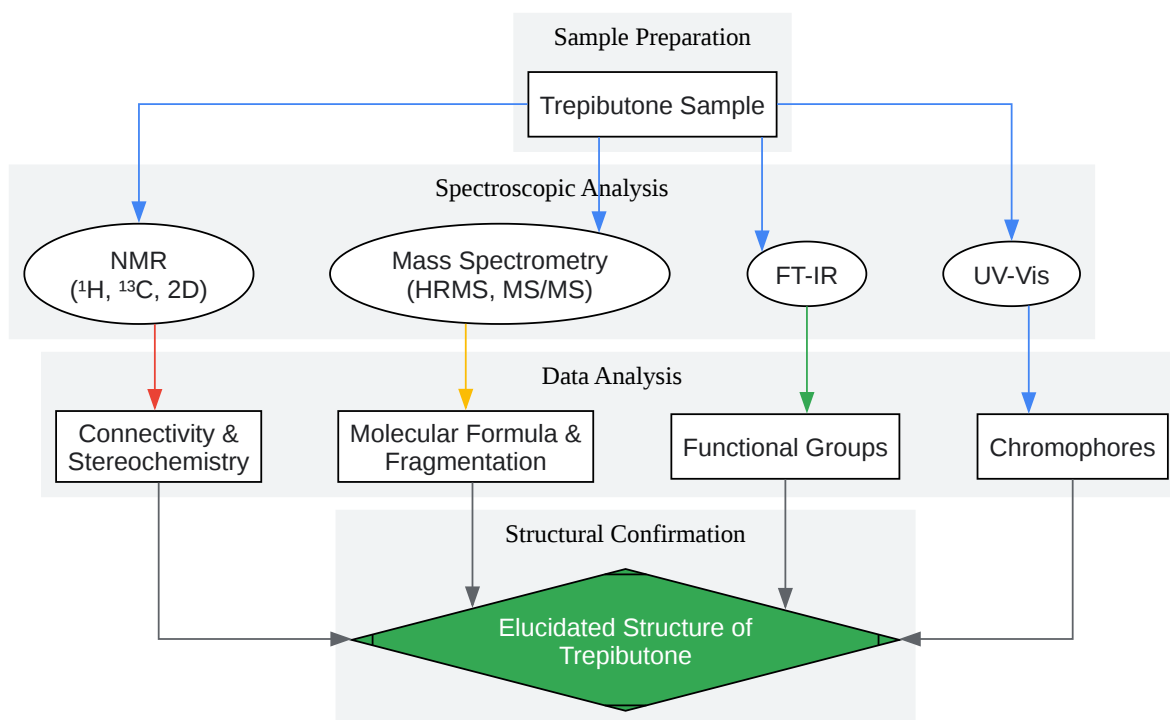 Sample Preparation
Trepibutone Sample
Spectroscopic Analysis
NMR
(¹H, ¹³C, 2D)
Mass Spectrometry
(HRMS, MS/MS)
FT-IR
UV-Vis
Data Analysis
Connectivity &
Stereochemistry
Molecular Formula &
Fragmentation
Functional Groups
Chromophores
Structural Confirmation
Elucidated Structure of
Trepibutone